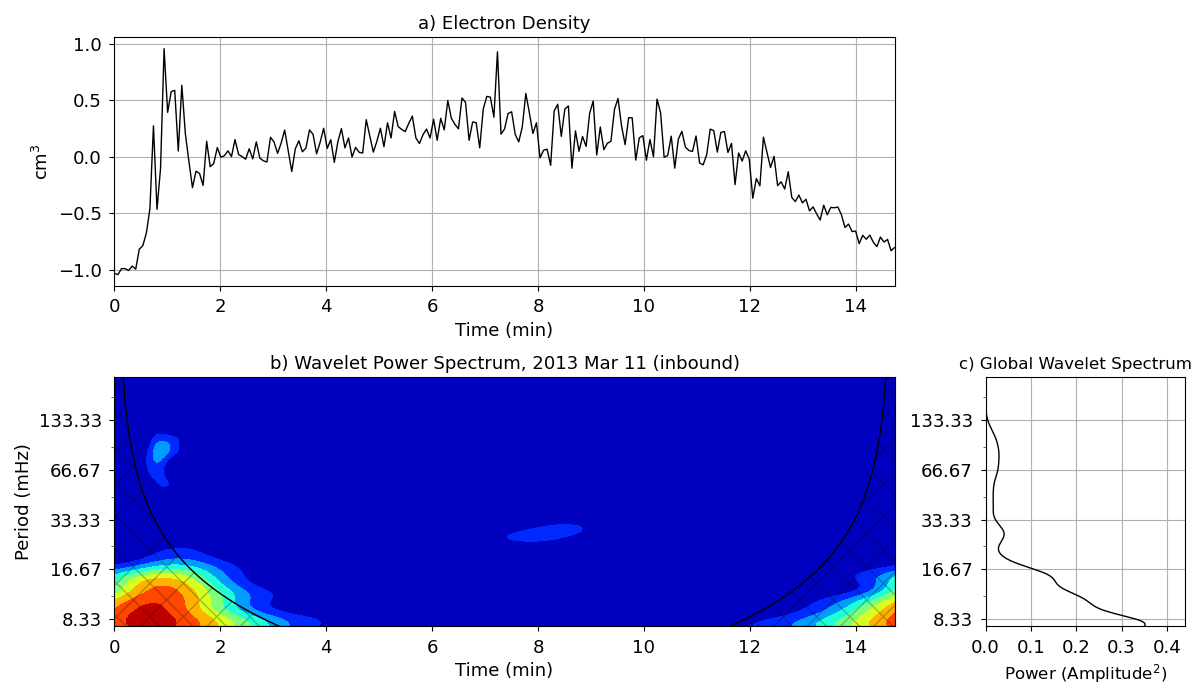 a) Electron Density
1.0
0.5
0.0
−0.5
−1.0
cm³
0 2 4 6 8 10 12 14
Time (min)
b) Wavelet Power Spectrum, 2013 Mar 11 (inbound)
133.33
66.67
33.33
16.67
8.33
Period (mHz)
0 2 4 6 8 10 12 14
Time (min)
c) Global Wavelet Spectrum
133.33
66.67
33.33
16.67
8.33
0.0 0.1 0.2 0.3 0.4
Power (Amplitude²)